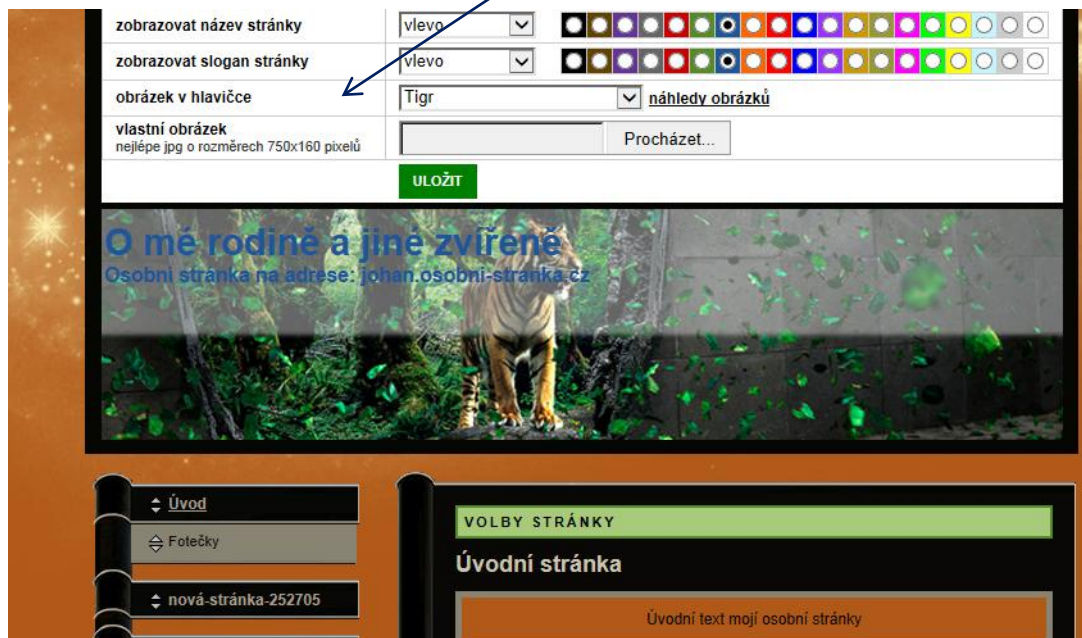 zobrazovat název stránky vlevo
zobrazovat slogan stránky vlevo
obrázek v hlavičce Tigr náhledy obrázků
vlastní obrázek
nejlépe jpg o rozměrech 750x160 pixelů
Procházet...
ULOŽIT
O mé rodině a jiné zvířeně
Osobní stránka na adrese: johan.osobni-stranka.cz
Úvod
Fotečky
nová-stránka-252705
VOLBY STRÁNKY
Úvodní stránka
Úvodní text mojí osobní stránky